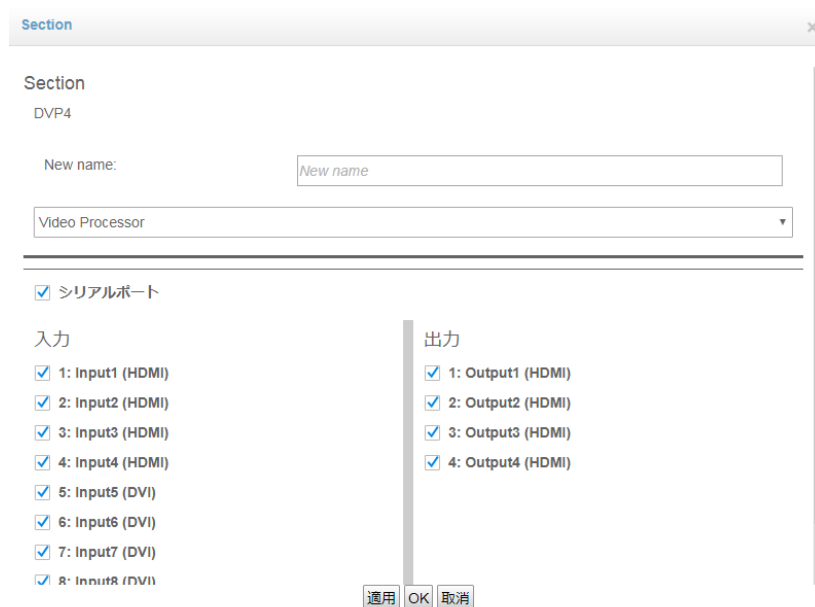 Section
Section
DVP4
New name:
New name
Video Processor
シリアルポート
入力
1: Input1 (HDMI)
2: Input2 (HDMI)
3: Input3 (HDMI)
4: Input4 (HDMI)
5: Input5 (DVI)
6: Input6 (DVI)
7: Input7 (DVI)
8: Input8 (DVI)
出力
1: Output1 (HDMI)
2: Output2 (HDMI)
3: Output3 (HDMI)
4: Output4 (HDMI)
適用 OK 取消